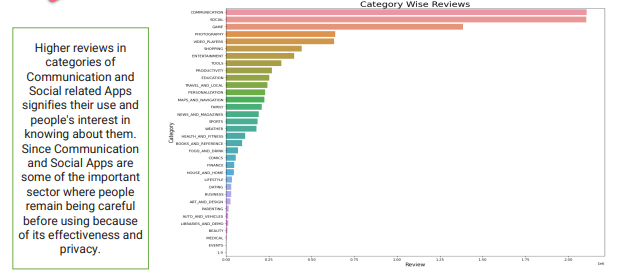 Category Wise Reviews
Higher reviews in
categories of
Communication and
Social related Apps
signifies their use and
people's interest in
knowing about them.
Since Communication
and Social Apps are
some of the important
sector where people
remain being careful
before using because
of its effectiveness and
privacy.
Category
COMMUNICATION
SOCIAL
GAME
PHOTOGRAPHY
VIDEO_PLAYERS
SHOPPING
ENTERTAINMENT
TOOLS
PRODUCTIVITY
EDUCATION
TRAVEL_AND_LOCAL
PERSONALIZATION
MAPS_AND_NAVIGATION
FAMILY
NEWS_AND_MAGAZINES
SPORTS
WEATHER
HEALTH_AND_FITNESS
BOOKS_AND_REFERENCE
FOOD_AND_DRINK
COMICS
FINANCE
HOUSE_AND_HOME
LIFESTYLE
DATING
BUSINESS
ART_AND_DESIGN
PARENTING
AUTO_AND_VEHICLES
LIBRARIES_AND_DEMO
BEAUTY
MEDICAL
EVENTS
1.9
0.00 0.25 0.50 0.75 1.00 1.25 1.50 1.75 2.00
1e6
Review